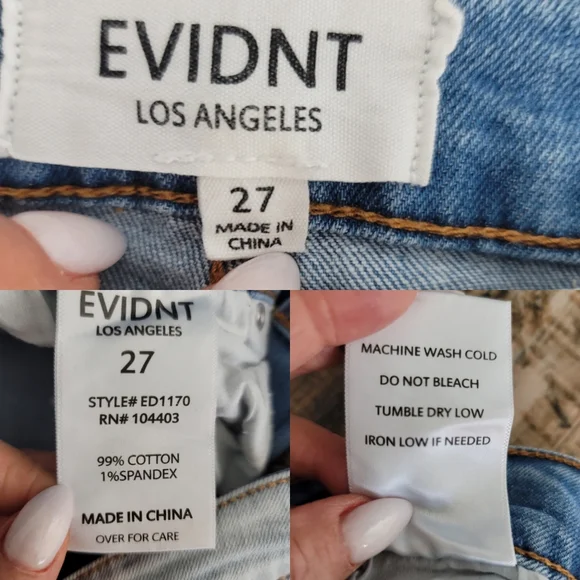 EVIDNT
LOS ANGELES
27
MADE IN
CHINA
EVIDNT
LOS ANGELES
27
STYLE# ED1170
RN# 104403
99% COTTON
1%SPANDEX
MADE IN CHINA
OVER FOR CARE
MACHINE WASH COLD
DO NOT BLEACH
TUMBLE DRY LOW
IRON LOW IF NEEDED